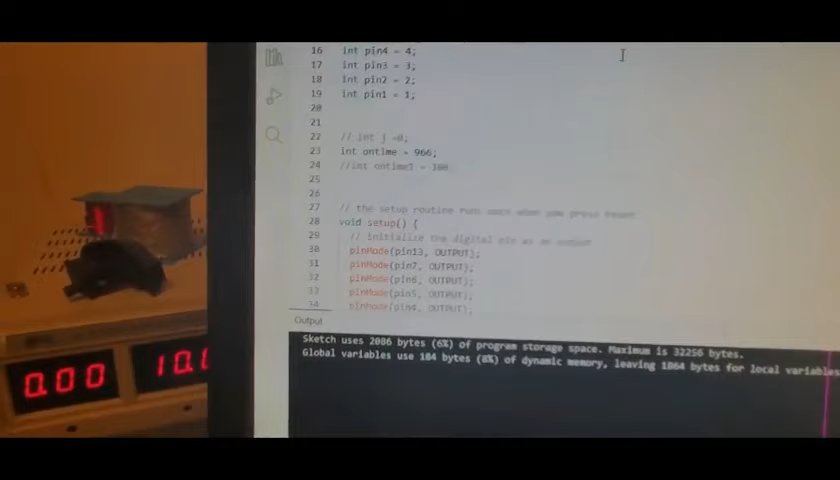 16 int pin4 = 4;
17 int pin3 = 3;
18 int pin2 = 2;
19 int pin1 = 1;
20
21
22 // int j =0;
23 int ontime = 966;
24 //int ontime1 = 100
25
26
27 // the setup routine runs once when you press reset
28 void setup() {
29 // initialize the digital pin as an output
30 pinMode(pin13, OUTPUT);
31 pinMode(pin7, OUTPUT);
32 pinMode(pin6, OUTPUT);
33 pinMode(pin5, OUTPUT);
34 pinMode(pin4, OUTPUT);
Output
Sketch uses 2086 bytes (6%) of program storage space. Maximum is 32256 bytes.
Global variables use 184 bytes (8%) of dynamic memory, leaving 1864 bytes for local variables
0.00
10.0